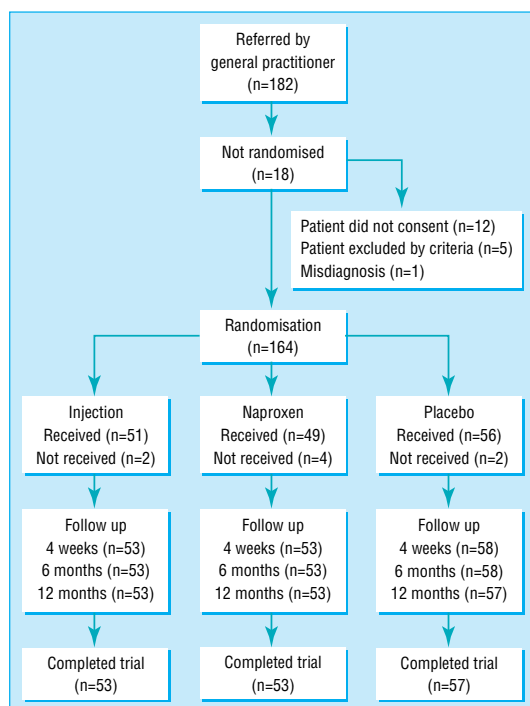 Referred by
general practitioner
(n=182)
Not randomised
(n=18)
Patient did not consent (n=12)
Patient excluded by criteria (n=5)
Misdiagnosis (n=1)
Randomisation
(n=164)
Injection
Received (n=51)
Not received (n=2)
Naproxen
Received (n=49)
Not received (n=4)
Placebo
Received (n=56)
Not received (n=2)
Follow up
4 weeks (n=53)
6 months (n=53)
12 months (n=53)
Follow up
4 weeks (n=53)
6 months (n=53)
12 months (n=53)
Follow up
4 weeks (n=58)
6 months (n=58)
12 months (n=57)
Completed trial
(n=53)
Completed trial
(n=53)
Completed trial
(n=57)